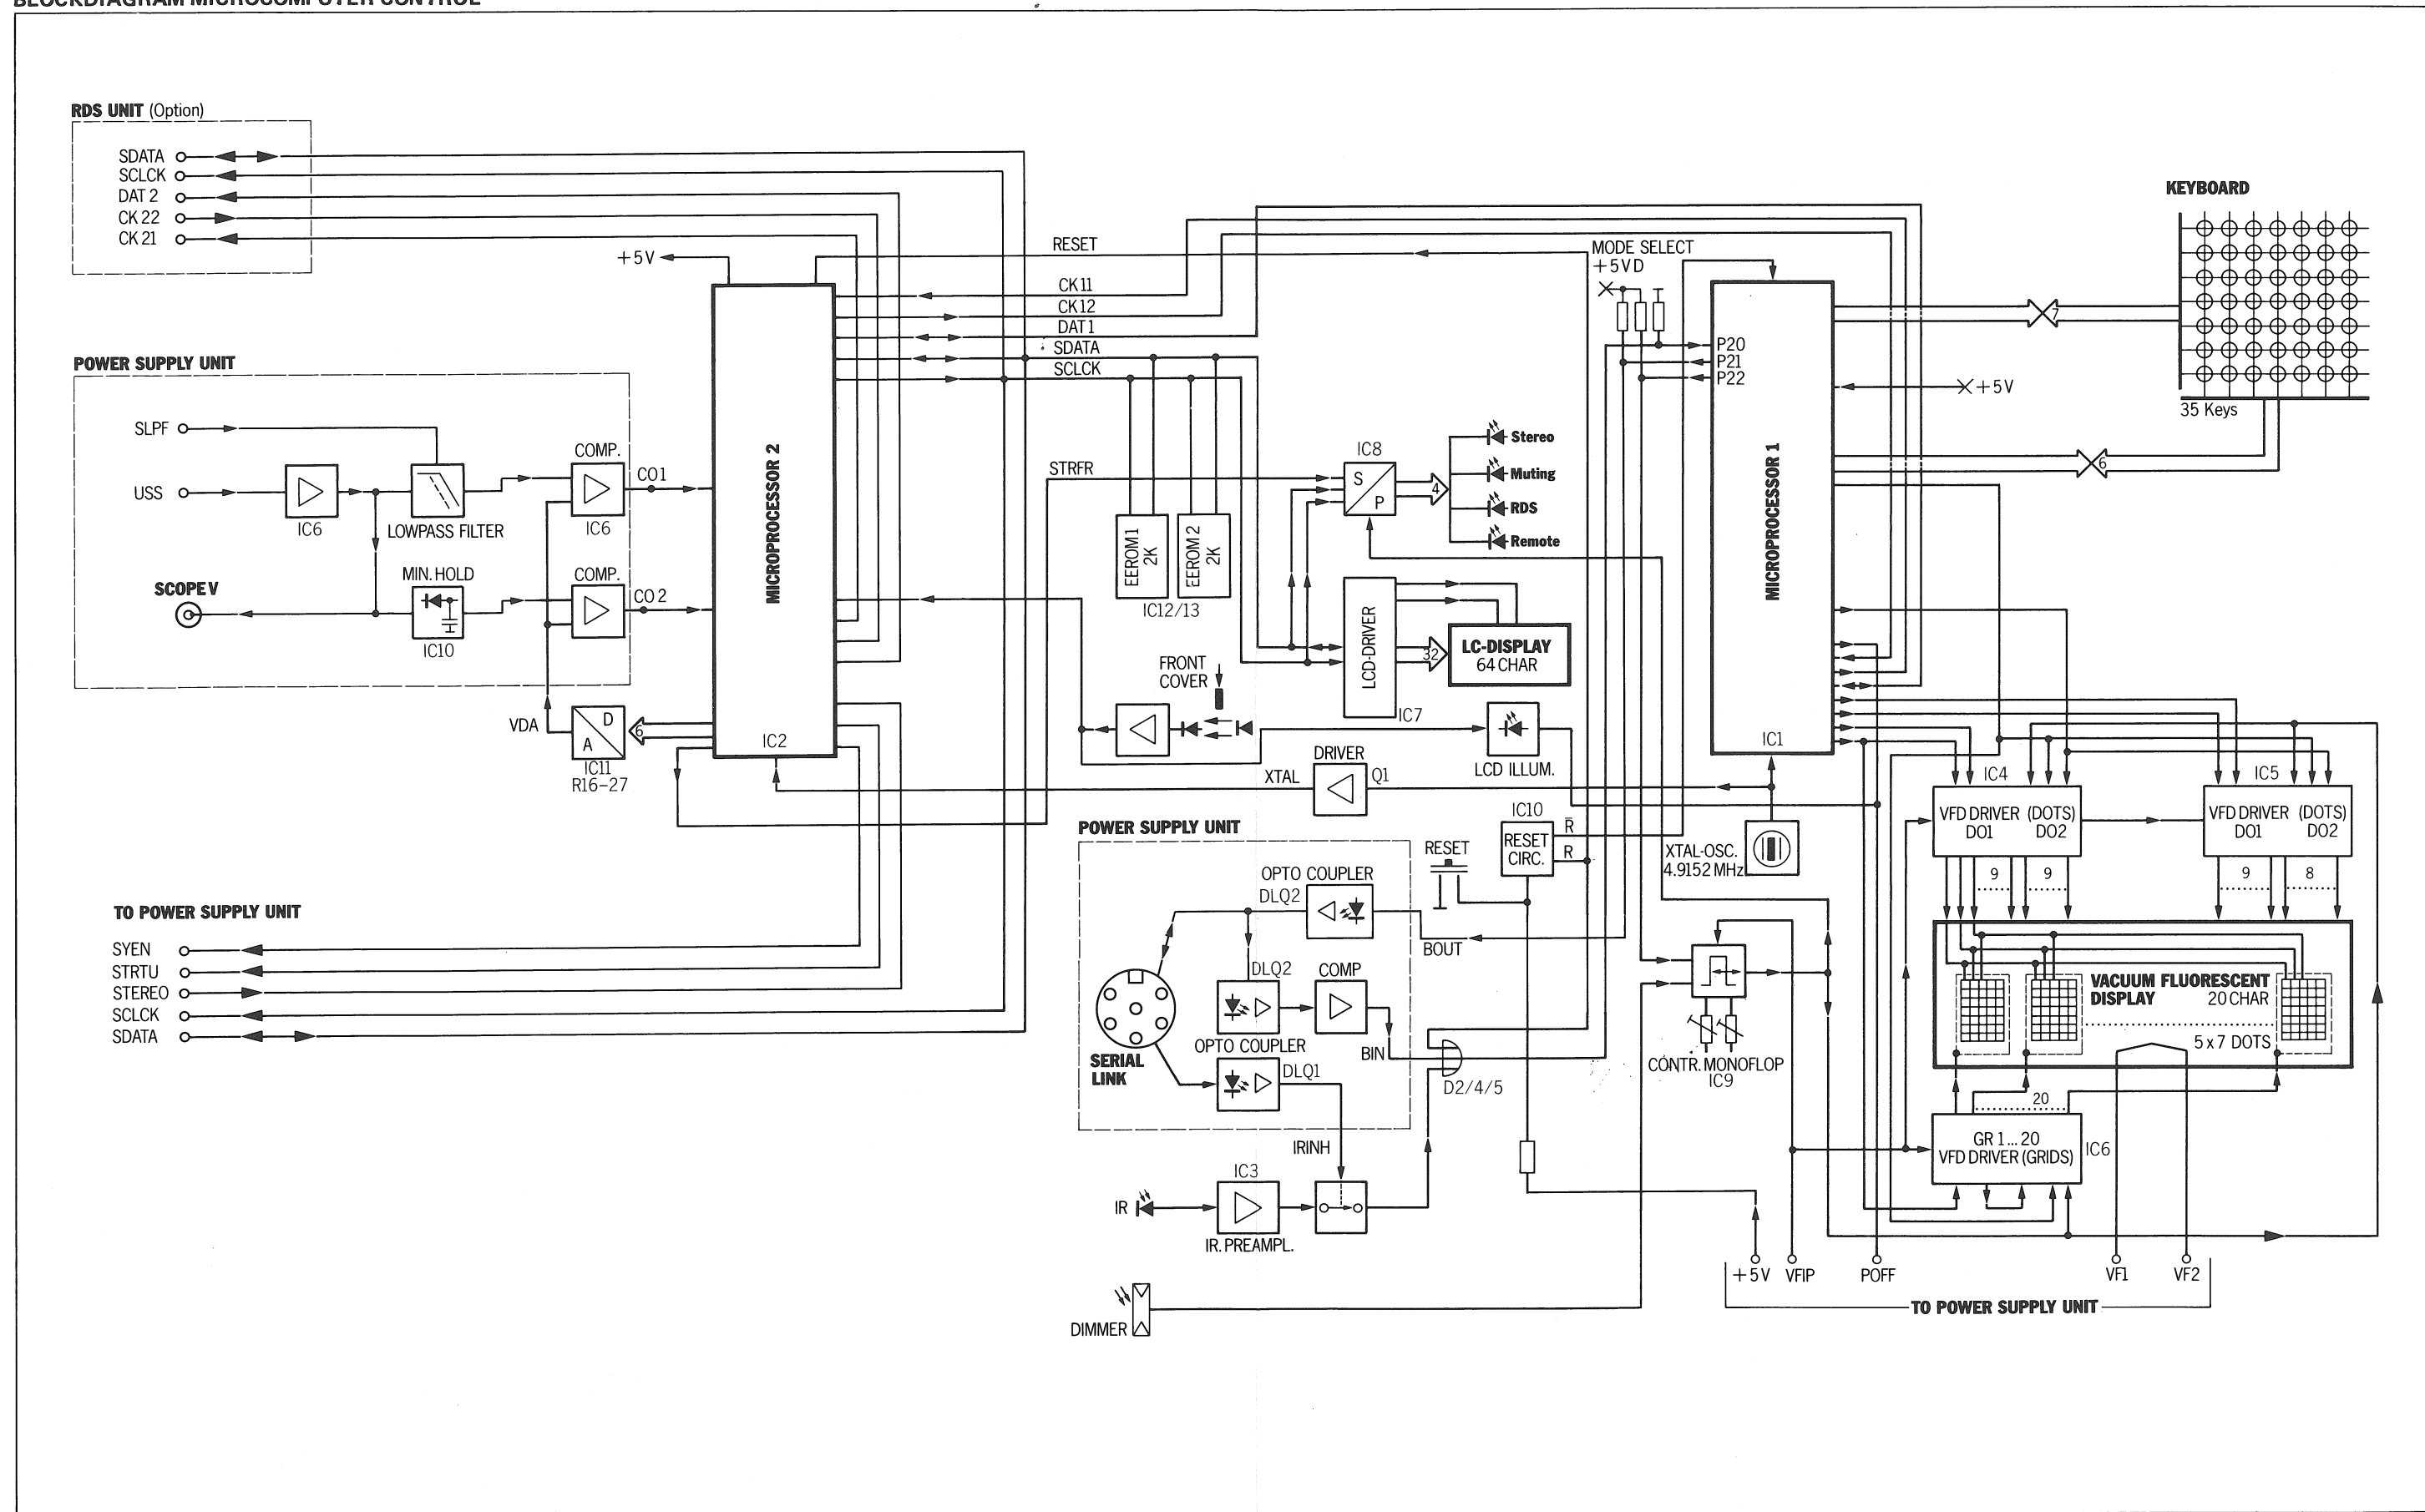 BLOCKDIAGRAM MICROCOMPUTER CONTROL
RDS UNIT (Option)
SDATA
SCLCK
DAT 2
CK 22
CK 21
POWER SUPPLY UNIT
SLPF
USS
IC6
LOWPASS FILTER
COMP.
IC6
CO1
SCOPE V
MIN. HOLD
IC10
COMP.
CO 2
VDA
D
A
6
IC11
R16-27
TO POWER SUPPLY UNIT
SYEN
STRTU
STEREO
SCLCK
SDATA
+5V
MICROPROCESSOR 2
IC2
RESET
CK11
CK12
DAT1
SDATA
SCLCK
STRFR
EEROM 1
2K
EEROM 2
2K
IC12/13
IC8
S
P
4
Stereo
Muting
RDS
Remote
LCD-DRIVER
IC7
32
LC-DISPLAY
64 CHAR
FRONT
COVER
LCD ILLUM.
DRIVER
XTAL
Q1
MODE SELECT
+5VD
P20
P21
P22
MICROPROCESSOR 1
IC1
KEYBOARD
7
+5V
35 Keys
6
POWER SUPPLY UNIT
OPTO COUPLER
DLQ2
DLQ2
COMP
OPTO COUPLER
DLQ1
SERIAL
LINK
BIN
BOUT
RESET
IC10
RESET
CIRC.
R̅
R
XTAL-OSC.
4.9152 MHz
D2/4/5
IRINH
IR
IC3
IR. PREAMPL.
DIMMER
CONTR. MONOFLOP
IC9
IC4
VFD DRIVER (DOTS)
DO1 DO2
IC5
VFD DRIVER (DOTS)
DO1 DO2
9
9
9
8
VACUUM FLUORESCENT
DISPLAY 20 CHAR
5 x 7 DOTS
20
GR 1...20
VFD DRIVER (GRIDS)
IC6
+5V
VFIP
POFF
VF1
VF2
TO POWER SUPPLY UNIT